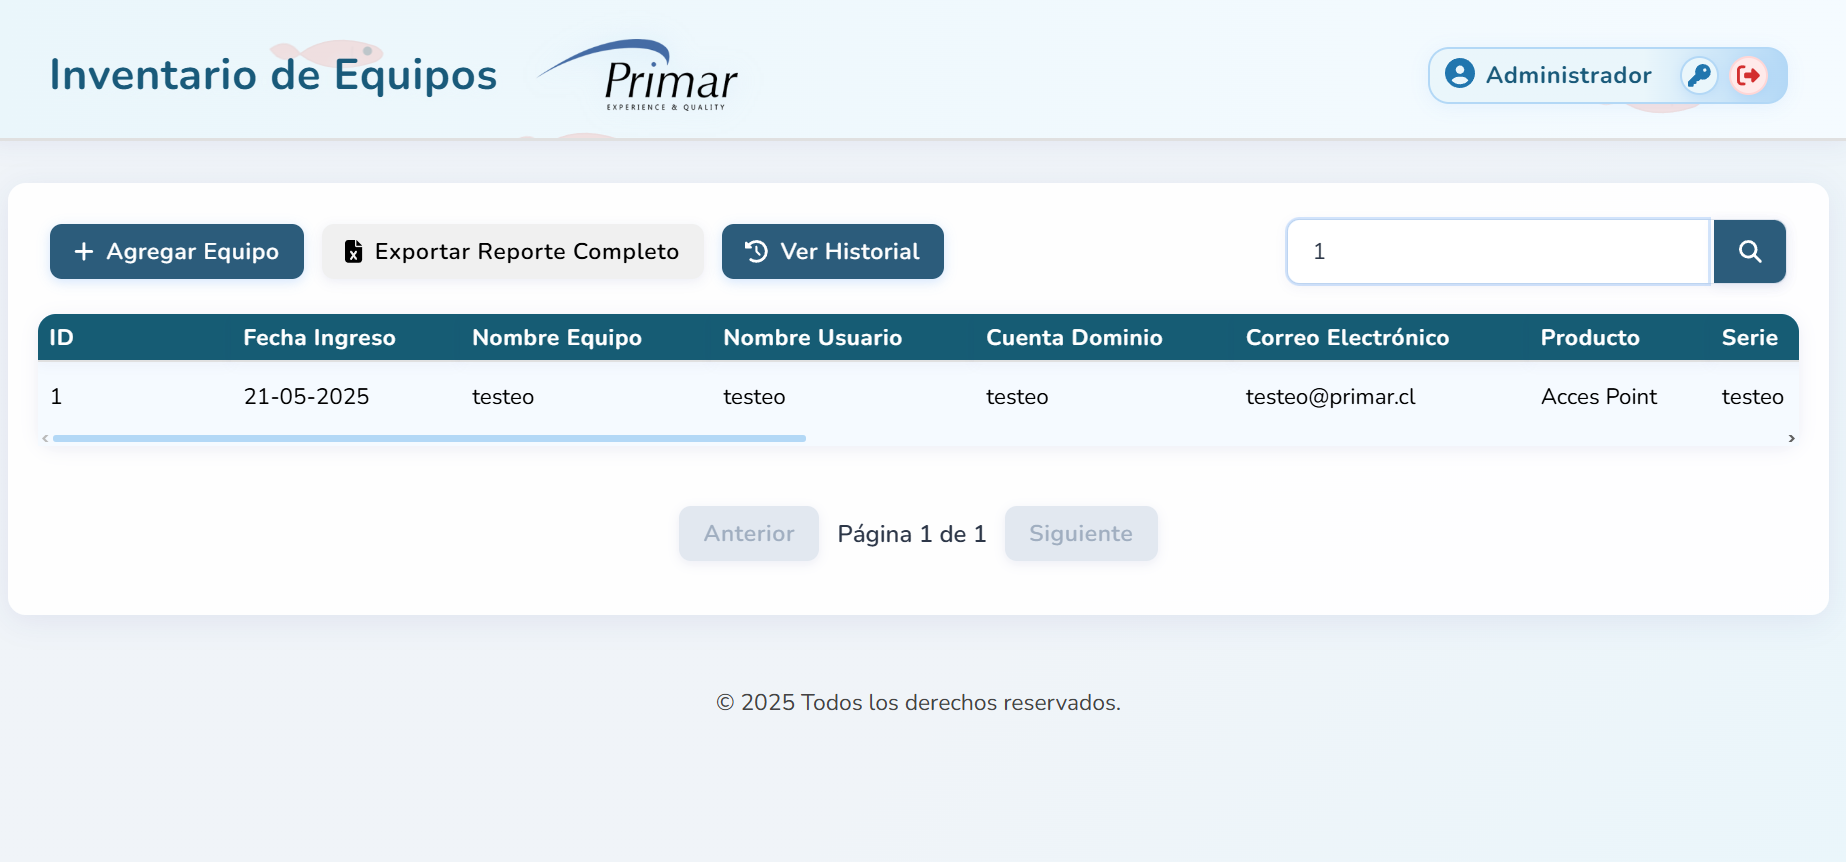 Inventario de Equipos
Primar
EXPERIENCE & QUALITY
Administrador
Agregar Equipo
Exportar Reporte Completo
Ver Historial
1
ID Fecha Ingreso Nombre Equipo Nombre Usuario Cuenta Dominio Correo Electrónico Producto Serie
1 21-05-2025 testeo testeo testeo testeo@primar.cl Acces Point testeo
Anterior Página 1 de 1 Siguiente
© 2025 Todos los derechos reservados.